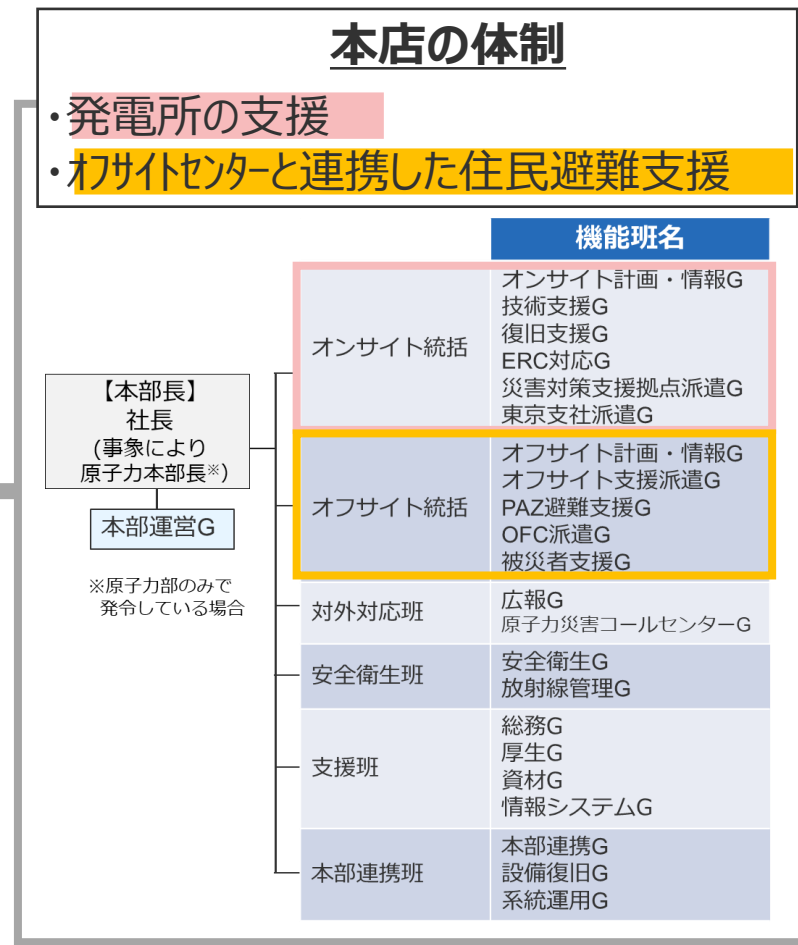 本店の体制
・発電所の支援
・ｵﾌｻｲﾄｾﾝﾀｰと連携した住民避難支援
機能班名
オンサイト統括
オンサイト計画・情報G
技術支援G
復旧支援G
ERC対応G
災害対策支援拠点派遣G
東京支社派遣G
【本部長】
社長
(事象により
原子力本部長※)
本部運営G
※原子力部のみで
発令している場合
オフサイト統括
オフサイト計画・情報G
オフサイト支援派遣G
PAZ避難支援G
OFC派遣G
被災者支援G
対外対応班
広報G
原子力災害コールセンターG
安全衛生班
安全衛生G
放射線管理G
支援班
総務G
厚生G
資材G
情報システムG
本部連携班
本部連携G
設備復旧G
系統運用G